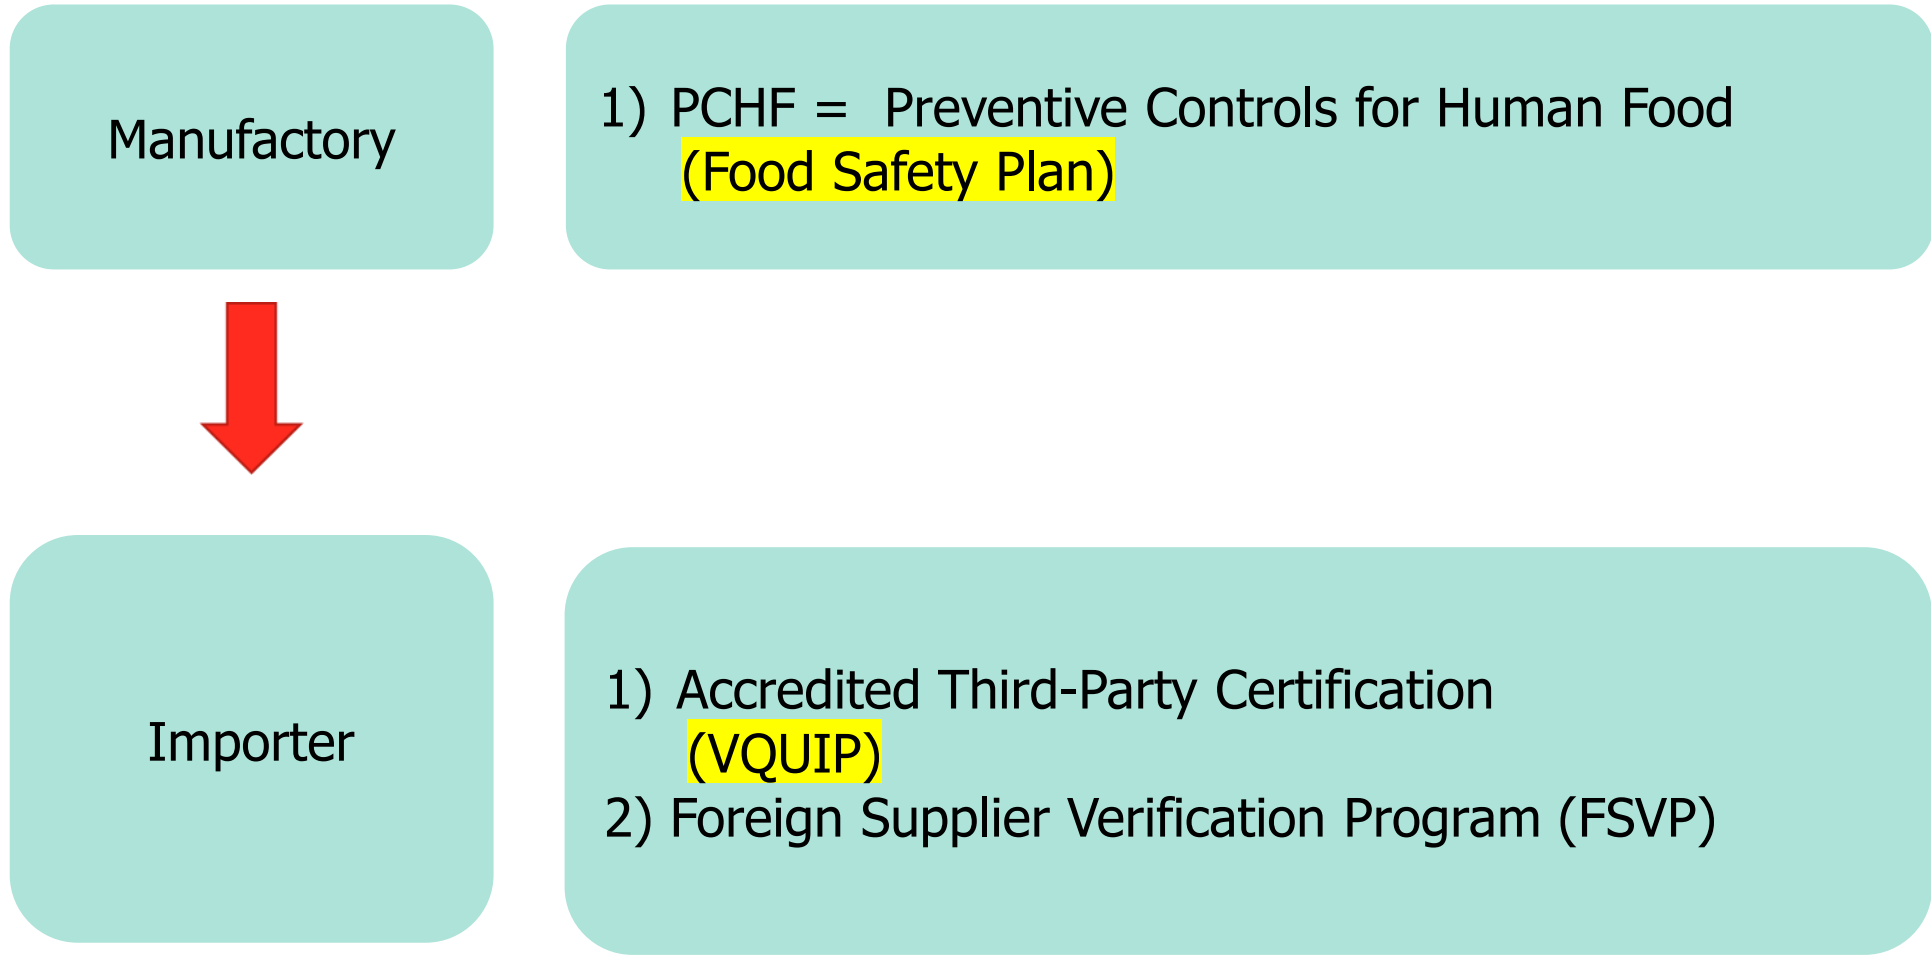 Manufactory
1) PCHF = Preventive Controls for Human Food
(Food Safety Plan)
Importer
1) Accredited Third-Party Certification
(VQUIP)
2) Foreign Supplier Verification Program (FSVP)